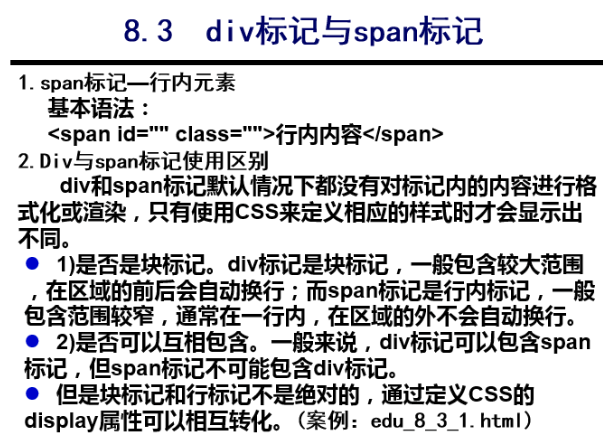 8.3 div标记与span标记
1.span标记—行内元素
基本语法：
<span id="" class="">行内内容</span>
2.Div与span标记使用区别
div和span标记默认情况下都没有对标记内的内容进行格
式化或渲染，只有使用CSS来定义相应的样式时才会显示出
不同。
● 1)是否是块标记。div标记是块标记，一般包含较大范围
，在区域的前后会自动换行；而span标记是行内标记，一般
包含范围较窄，通常在一行内，在区域的外不会自动换行。
● 2)是否可以互相包含。一般来说，div标记可以包含span
标记，但span标记不可能包含div标记。
● 但是块标记和行标记不是绝对的，通过定义CSS的
display属性可以相互转化。(案例：edu_8_3_1.html)